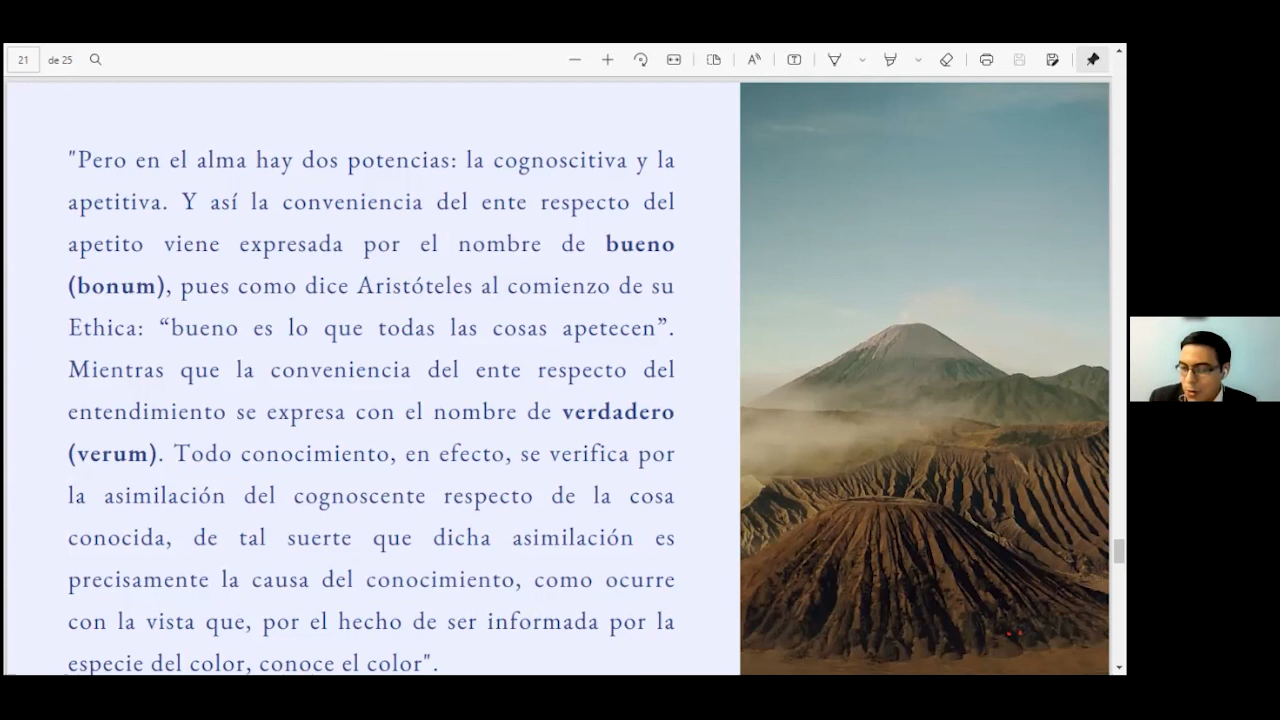 21 de 25
"Pero en el alma hay dos potencias: la cognoscitiva y la
apetitiva. Y así la conveniencia del ente respecto del
apetito viene expresada por el nombre de bueno
(bonum), pues como dice Aristóteles al comienzo de su
Ethica: “bueno es lo que todas las cosas apetecen”.
Mientras que la conveniencia del ente respecto del
entendimiento se expresa con el nombre de verdadero
(verum). Todo conocimiento, en efecto, se verifica por
la asimilación del cognoscente respecto de la cosa
conocida, de tal suerte que dicha asimilación es
precisamente la causa del conocimiento, como ocurre
con la vista que, por el hecho de ser informada por la
especie del color, conoce el color".